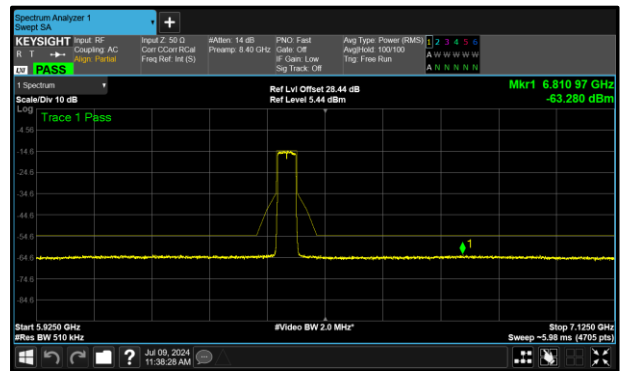 Spectrum Analyzer 1
Swept SA
+
KEYSIGHT Input: RF Input Z: 50 Ω #Atten: 14 dB PNO: Fast Avg Type: Power (RMS) 1 2 3 4 5 6
R T Coupling: AC Corr CCorr RCal Preamp: 8.40 GHz Gate: Off Avg|Hold: 100/100 A W W W W W
Align: Partial Freq Ref: Int (S) IF Gain: Low Trig: Free Run
LXI PASS Sig Track: Off A N N N N N
1 Spectrum Ref Lvl Offset 28.44 dB Mkr1 6.810 97 GHz
Scale/Div 10 dB Ref Level 5.44 dBm -63.280 dBm
Log
Trace 1 Pass
-4.56
-14.6
-24.6
-34.6
-44.6
-54.6
1
-64.6
-74.6
-84.6
Start 5.9250 GHz #Video BW 2.0 MHz* Stop 7.1250 GHz
#Res BW 510 kHz Sweep ~5.98 ms (4705 pts)
? Jul 09, 2024
11:38:28 AM